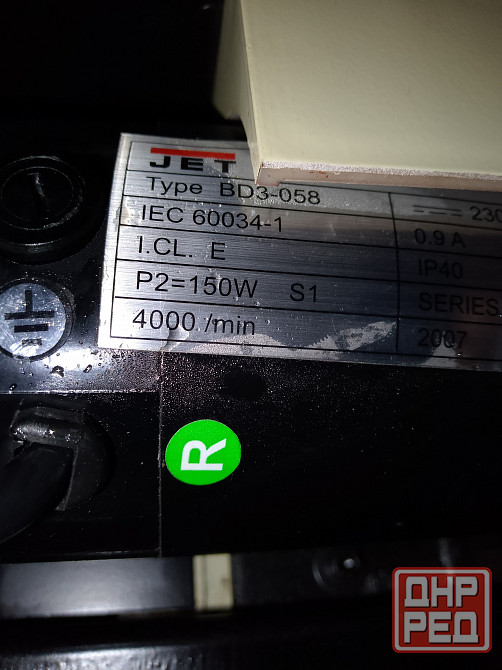 JET
Type BD3-058
IEC 60034-1
I.CL. E
P2=150W S1
4000 /min
230
0.9 A
IP40
SERIES
2007
R
ДНР
РЕД